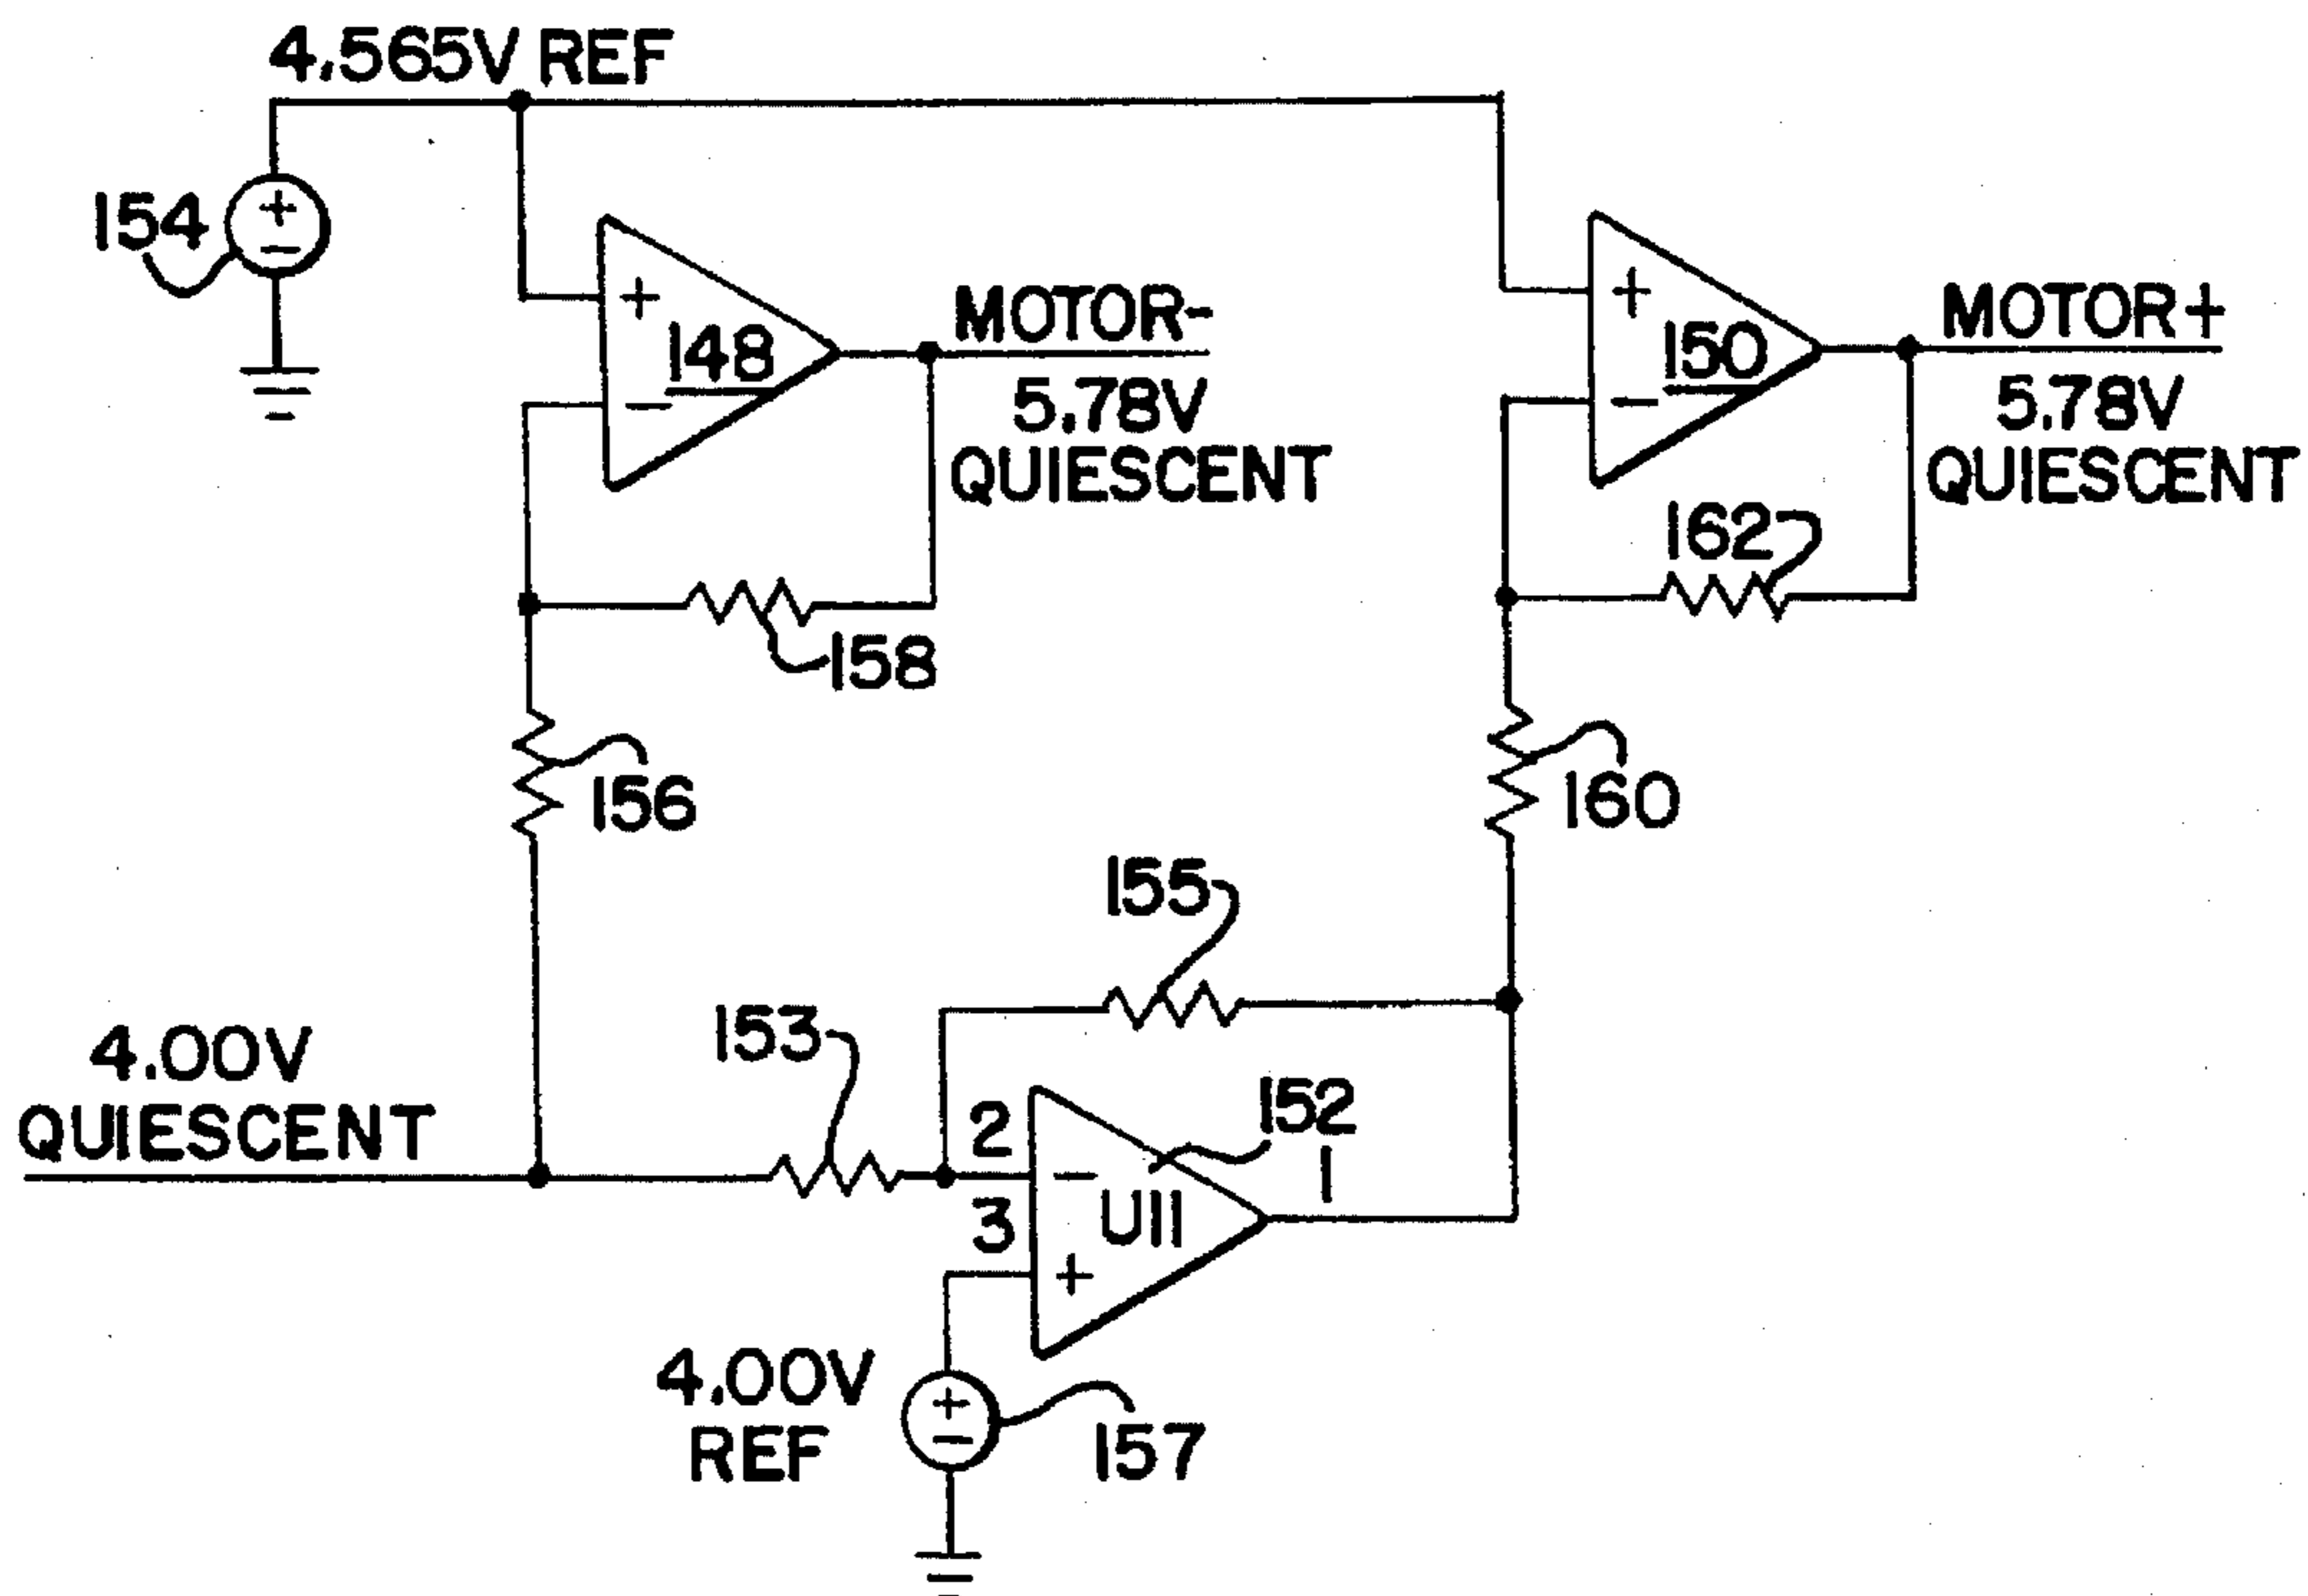 4.565V REF
154
+
−
+
148
−
MOTOR-
5.78V
QUIESCENT
+
150
−
MOTOR+
5.78V
QUIESCENT
162
158
156
160
155
153
4.00V
QUIESCENT
2
3
−
U11
+
152
1
4.00V
REF
+
−
157